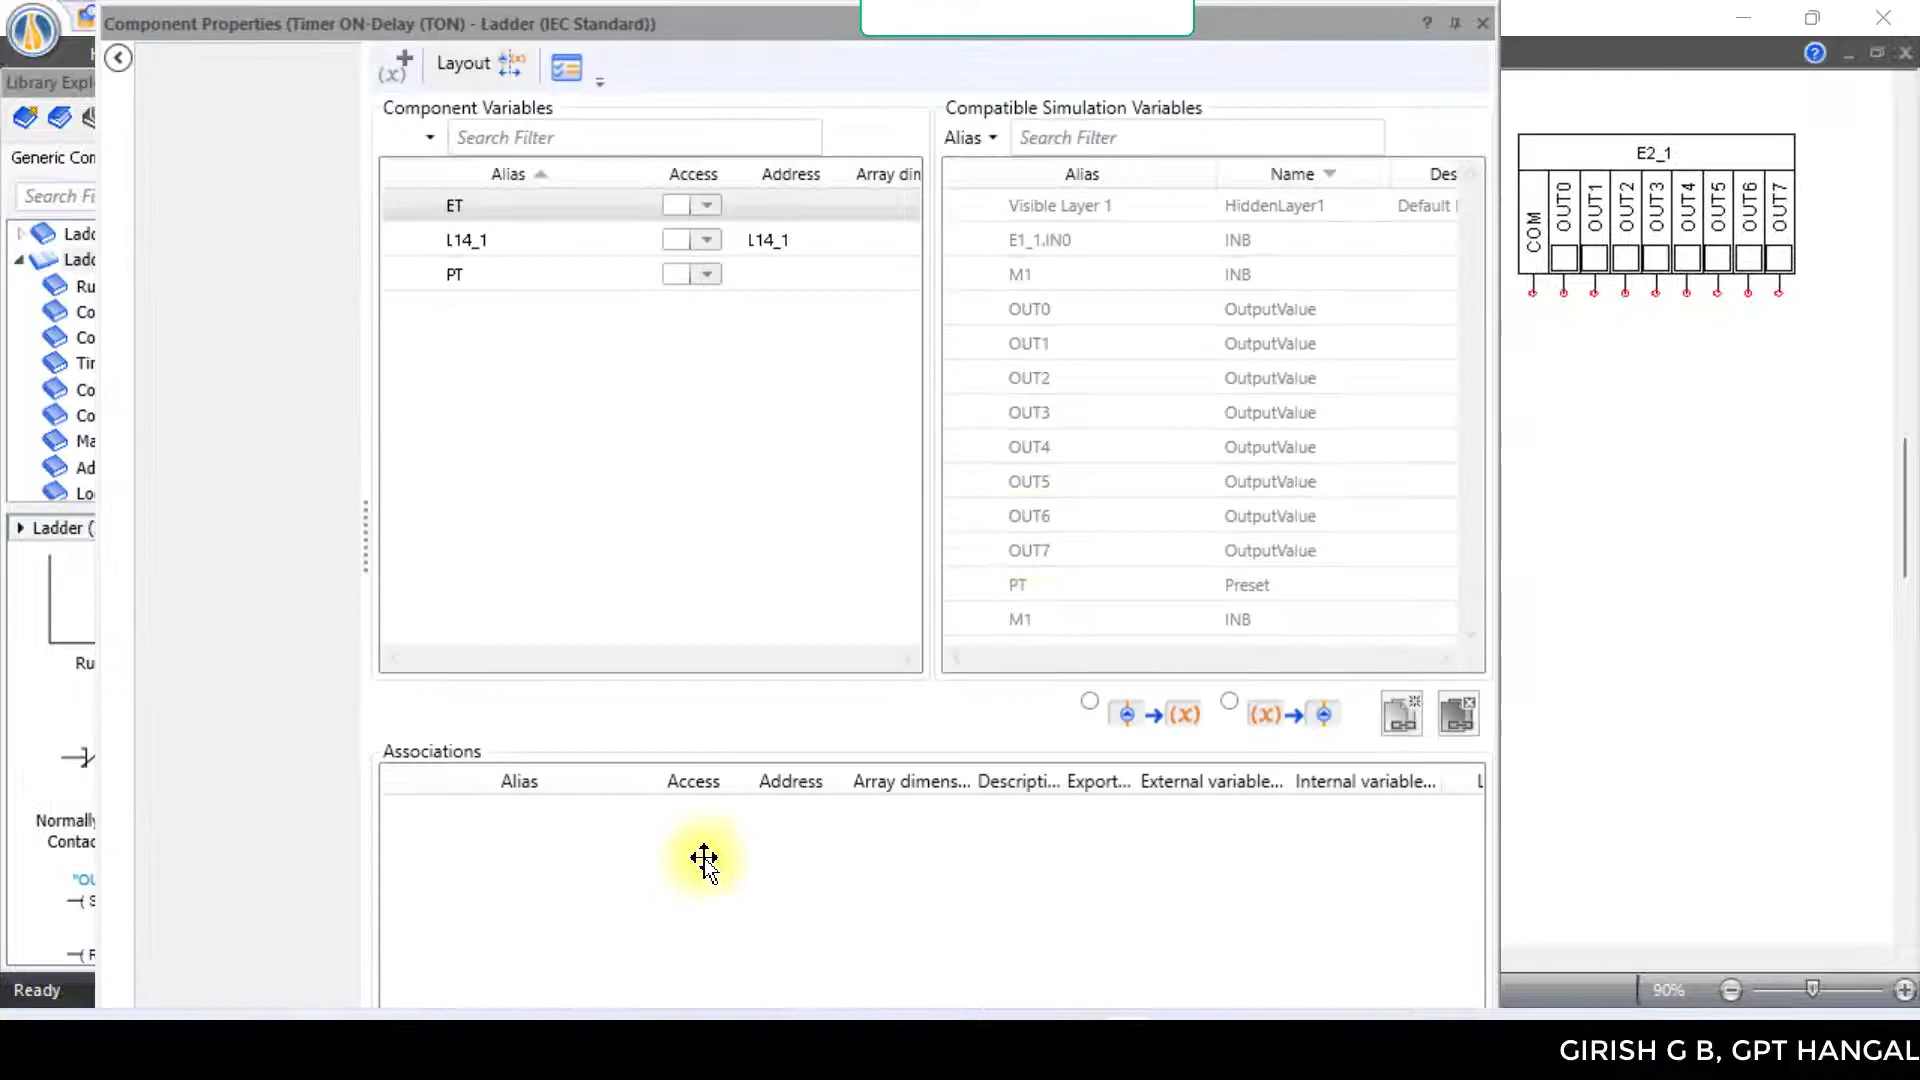 Component Properties (Timer ON-Delay (TON) - Ladder (IEC Standard))
Library Expl
Layout
Generic Con
Search Fi
Ladd
Ladd
Ru
Co
Co
Tir
Co
Co
Ma
Ad
Lo
Ladder (
Ru
Normally
Contac
"OU
S
R
Ready
Component Variables
Search Filter
Alias Access Address Array din
ET
L14_1 L14_1
PT
Compatible Simulation Variables
Alias Search Filter
Alias Name Des
Visible Layer 1 HiddenLayer1 Default
E1_1.IN0 INB
M1 INB
OUT0 OutputValue
OUT1 OutputValue
OUT2 OutputValue
OUT3 OutputValue
OUT4 OutputValue
OUT5 OutputValue
OUT6 OutputValue
OUT7 OutputValue
PT Preset
M1 INB
(x) (x)
Associations
Alias Access Address Array dimens... Descripti... Export... External variable... Internal variable... L
E2_1
COM OUT0 OUT1 OUT2 OUT3 OUT4 OUT5 OUT6 OUT7
90%
GIRISH G B, GPT HANGAL